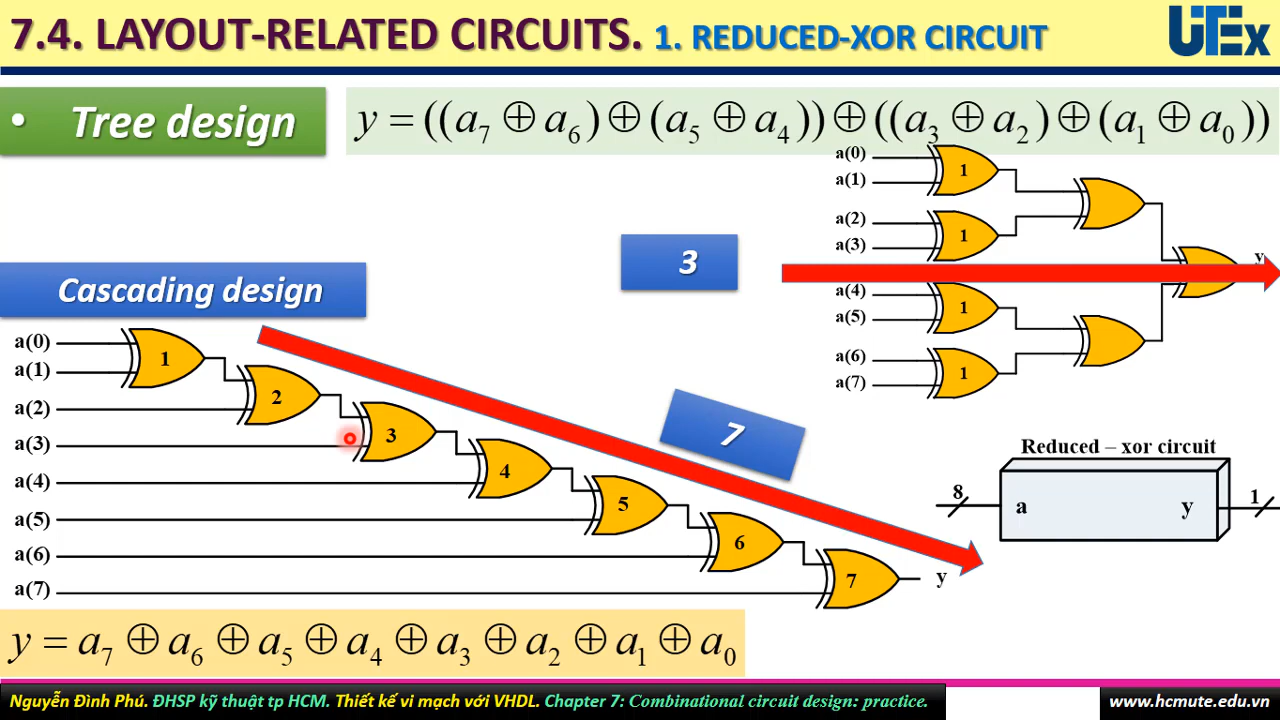 7.4. LAYOUT-RELATED CIRCUITS. 1. REDUCED-XOR CIRCUIT
UTEx
• Tree design
y = ((a₇ ⊕ a₆) ⊕ (a₅ ⊕ a₄)) ⊕ ((a₃ ⊕ a₂) ⊕ (a₁ ⊕ a₀))
a(0)
a(1)
1
a(2)
a(3)
1
a(4)
a(5)
1
a(6)
a(7)
1
y
3
Cascading design
a(0)
a(1)
a(2)
a(3)
a(4)
a(5)
a(6)
a(7)
1
2
3
4
5
6
7
y
7
Reduced – xor circuit
8
a
y
1
y = a₇ ⊕ a₆ ⊕ a₅ ⊕ a₄ ⊕ a₃ ⊕ a₂ ⊕ a₁ ⊕ a₀
Nguyễn Đình Phú. ĐHSP kỹ thuật tp HCM. Thiết kế vi mạch với VHDL. Chapter 7: Combinational circuit design: practice.
www.hcmute.edu.vn